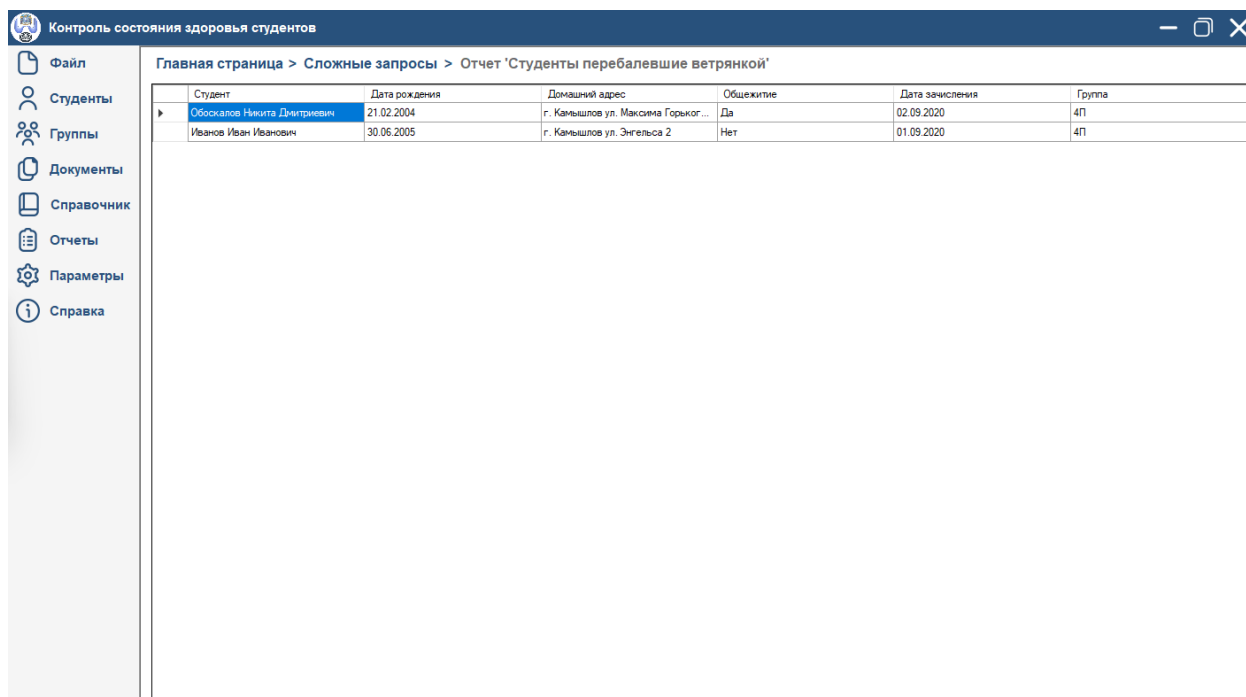 Контроль состояния здоровья студентов
Файл
Студенты
Группы
Документы
Справочник
Отчеты
Параметры
Справка
Главная страница > Сложные запросы > Отчет 'Студенты перебалевшие ветрянкой'
Студент Дата рождения Домашний адрес Общежитие Дата зачисления Группа
Обоскалов Никита Дмитриевич 21.02.2004 г. Камышлов ул. Максима Горьког... Да 02.09.2020 4П
Иванов Иван Иванович 30.06.2005 г. Камышлов ул. Энгельса 2 Нет 01.09.2020 4П